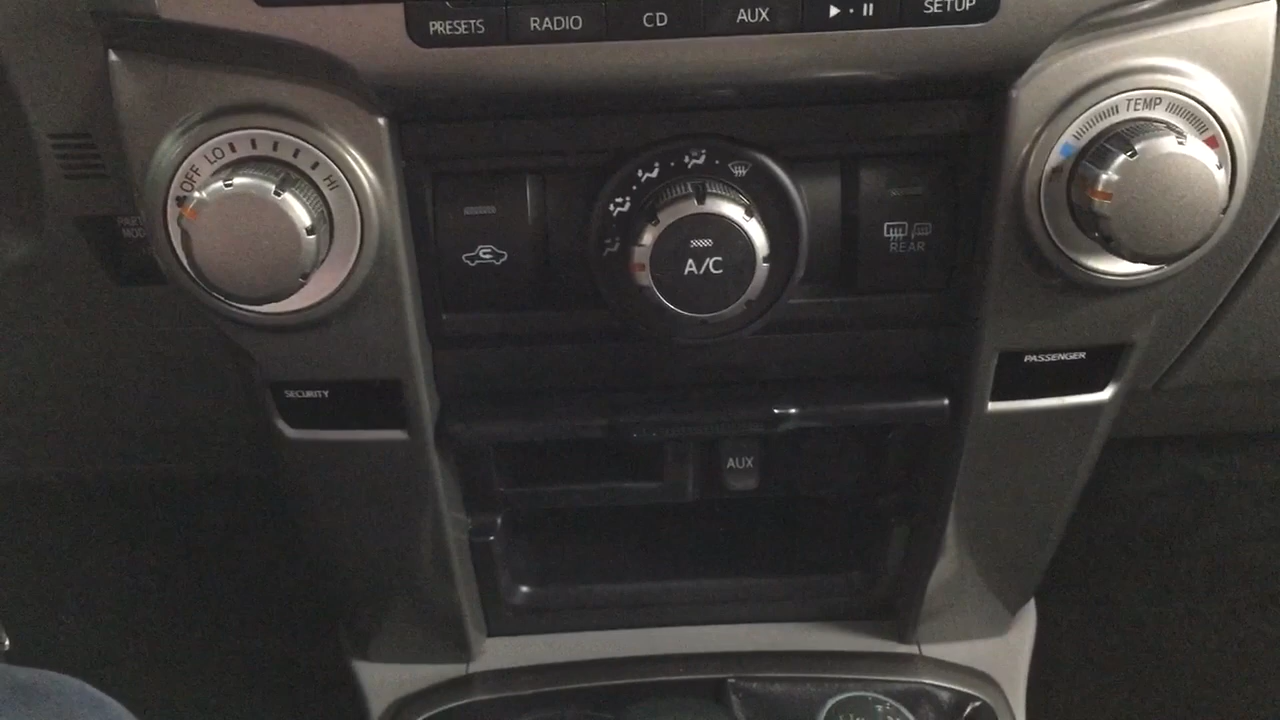 PRESETS RADIO CD AUX SETUP
OFF LO HI
TEMP
A/C
REAR
SECURITY
PASSENGER
AUX